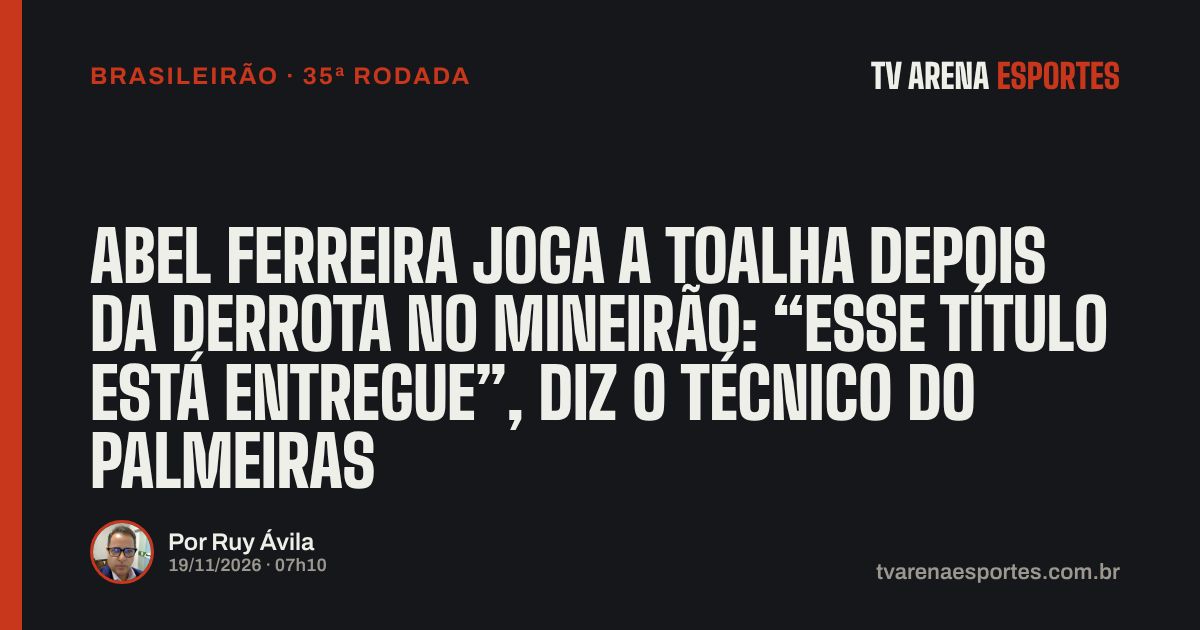 BRASILEIRÃO · 35ª RODADA
TV ARENA ESPORTES
ABEL FERREIRA JOGA A TOALHA DEPOIS
DA DERROTA NO MINEIRÃO: “ESSE TÍTULO
ESTÁ ENTREGUE”, DIZ O TÉCNICO DO
PALMEIRAS
Por Ruy Ávila
19/11/2026 · 07h10
tvarenaesportes.com.br